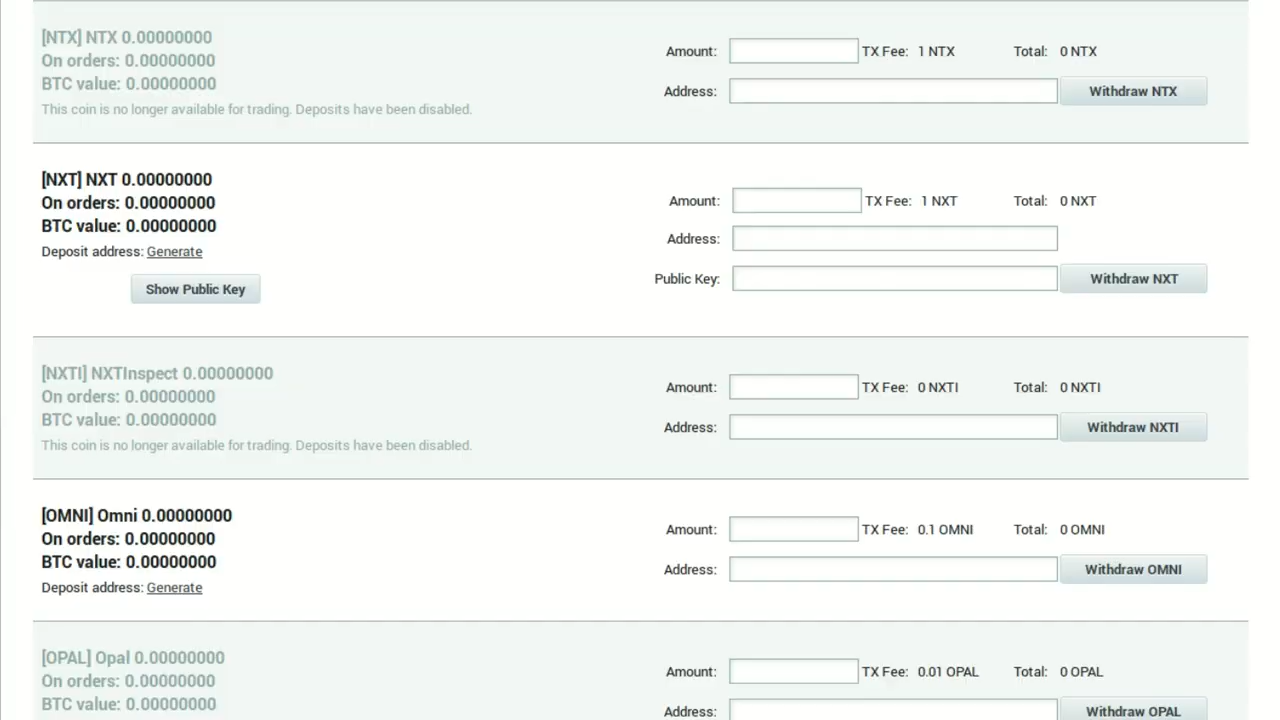 [NTX] NTX 0.00000000
On orders: 0.00000000
BTC value: 0.00000000
This coin is no longer available for trading. Deposits have been disabled.
Amount: TX Fee: 1 NTX Total: 0 NTX
Address: Withdraw NTX
[NXT] NXT 0.00000000
On orders: 0.00000000
BTC value: 0.00000000
Deposit address: Generate
Show Public Key
Amount: TX Fee: 1 NXT Total: 0 NXT
Address:
Public Key: Withdraw NXT
[NXTI] NXTInspect 0.00000000
On orders: 0.00000000
BTC value: 0.00000000
This coin is no longer available for trading. Deposits have been disabled.
Amount: TX Fee: 0 NXTI Total: 0 NXTI
Address: Withdraw NXTI
[OMNI] Omni 0.00000000
On orders: 0.00000000
BTC value: 0.00000000
Deposit address: Generate
Amount: TX Fee: 0.1 OMNI Total: 0 OMNI
Address: Withdraw OMNI
[OPAL] Opal 0.00000000
On orders: 0.00000000
BTC value: 0.00000000
Amount: TX Fee: 0.01 OPAL Total: 0 OPAL
Address: Withdraw OPAL